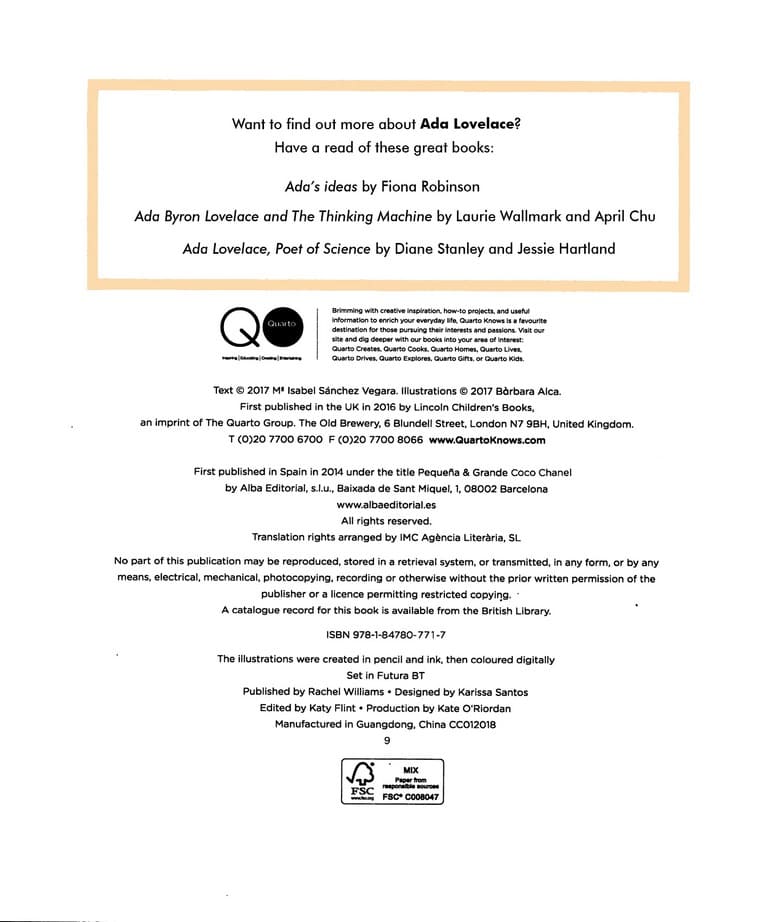 Want to find out more about Ada Lovelace?
Have a read of these great books:
Ada's ideas by Fiona Robinson
Ada Byron Lovelace and The Thinking Machine by Laurie Wallmark and April Chu
Ada Lovelace, Poet of Science by Diane Stanley and Jessie Hartland
Quarto
Inspiring | Educating | Creating | Entertaining
Brimming with creative inspiration, how-to projects, and useful
information to enrich your everyday life, Quarto Knows is a favourite
destination for those pursuing their interests and passions. Visit our
site and dig deeper with our books into your area of interest:
Quarto Creates, Quarto Cooks, Quarto Homes, Quarto Lives,
Quarto Drives, Quarto Explores, Quarto Gifts, or Quarto Kids.
Text © 2017 Mª Isabel Sánchez Vegara. Illustrations © 2017 Bàrbara Alca.
First published in the UK in 2016 by Lincoln Children's Books,
an imprint of The Quarto Group. The Old Brewery, 6 Blundell Street, London N7 9BH, United Kingdom.
T (0)20 7700 6700 F (0)20 7700 8066 www.QuartoKnows.com
First published in Spain in 2014 under the title Pequeña & Grande Coco Chanel
by Alba Editorial, s.l.u., Baixada de Sant Miquel, 1, 08002 Barcelona
www.albaeditorial.es
All rights reserved.
Translation rights arranged by IMC Agència Literària, SL
No part of this publication may be reproduced, stored in a retrieval system, or transmitted, in any form, or by any
means, electrical, mechanical, photocopying, recording or otherwise without the prior written permission of the
publisher or a licence permitting restricted copying.
A catalogue record for this book is available from the British Library.
ISBN 978-1-84780-771-7
The illustrations were created in pencil and ink, then coloured digitally
Set in Futura BT
Published by Rachel Williams • Designed by Karissa Santos
Edited by Katy Flint • Production by Kate O'Riordan
Manufactured in Guangdong, China CC012018
9
MIX
Paper from
responsible sources
FSC® C008047
FSC
www.fsc.org